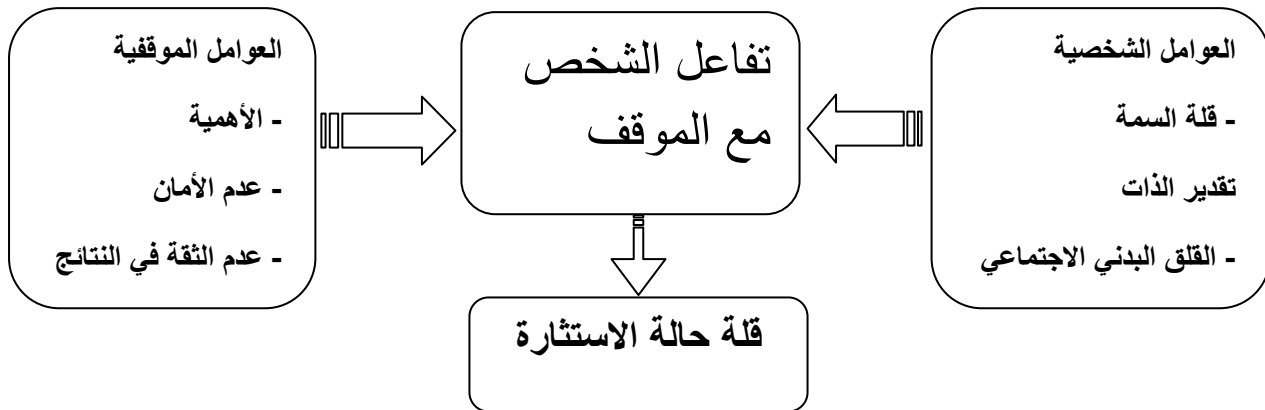 العوامل الشخصية
- قلة السمة
تقدير الذات
- القلق البدني الاجتماعي
تفاعل الشخص
مع الموقف
العوامل الموقفية
- الأهمية
- عدم الأمان
- عدم الثقة في النتائج
قلة حالة الاستثارة